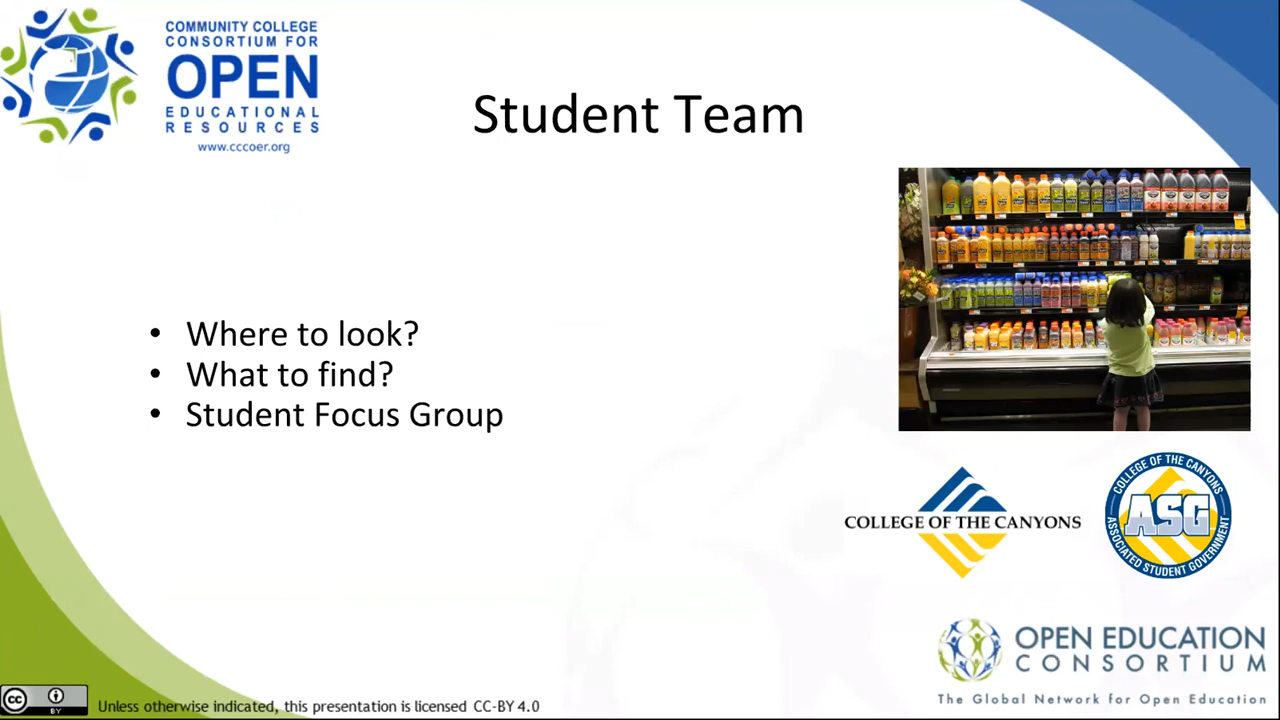 COMMUNITY COLLEGE
CONSORTIUM FOR
OPEN
EDUCATIONAL
RESOURCES
www.cccoer.org
Student Team
• Where to look?
• What to find?
• Student Focus Group
COLLEGE OF THE CANYONS
COLLEGE OF THE CANYONS
ASG
ASSOCIATED STUDENT GOVERNMENT
OPEN EDUCATION
CONSORTIUM
The Global Network for Open Education
cc
BY
Unless otherwise indicated, this presentation is licensed CC-BY 4.0